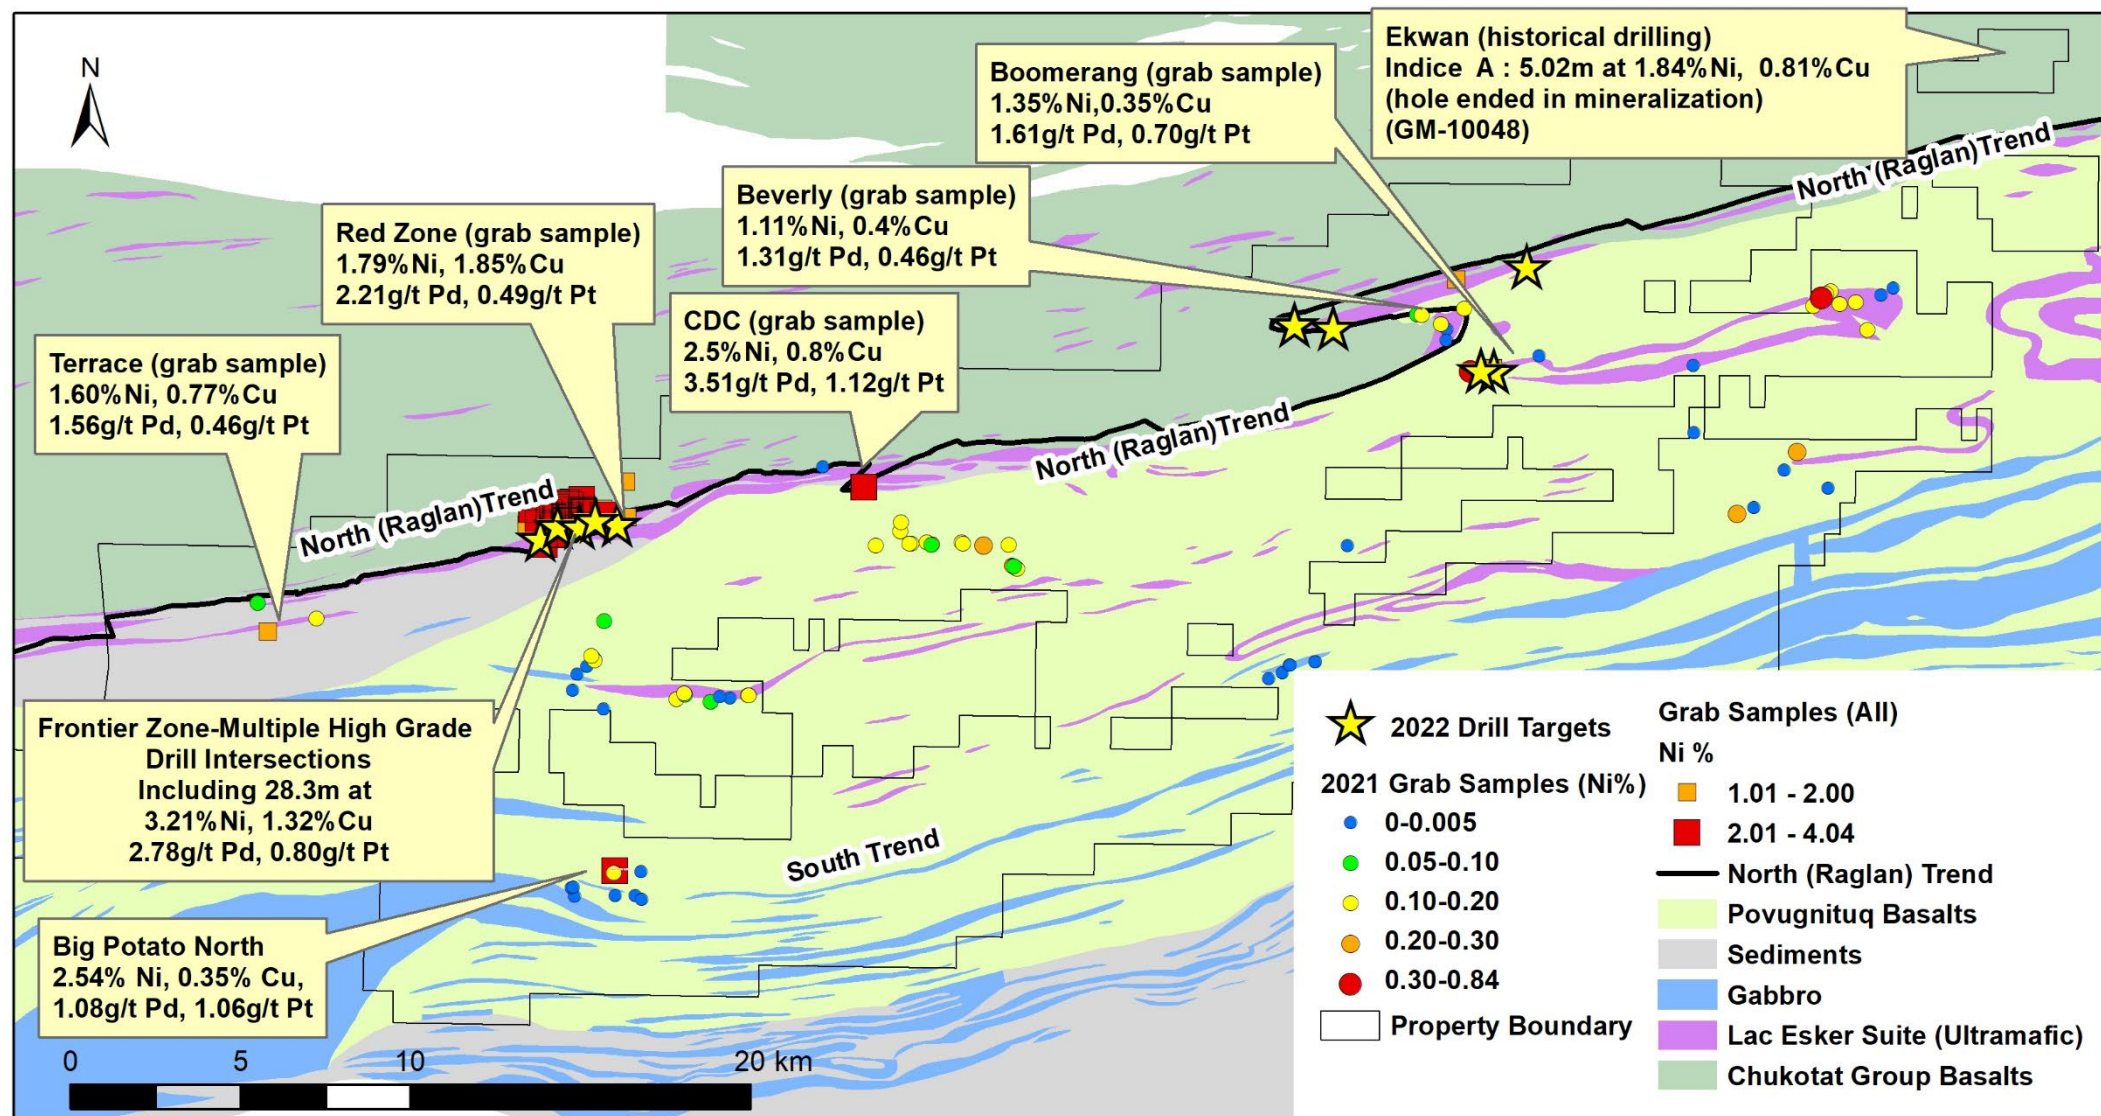 N
Ekwan (historical drilling)
Indice A : 5.02m at 1.84%Ni, 0.81%Cu
(hole ended in mineralization)
(GM-10048)
Boomerang (grab sample)
1.35%Ni,0.35%Cu
1.61g/t Pd, 0.70g/t Pt
Beverly (grab sample)
1.11%Ni, 0.4%Cu
1.31g/t Pd, 0.46g/t Pt
Red Zone (grab sample)
1.79%Ni, 1.85%Cu
2.21g/t Pd, 0.49g/t Pt
CDC (grab sample)
2.5%Ni, 0.8%Cu
3.51g/t Pd, 1.12g/t Pt
Terrace (grab sample)
1.60%Ni, 0.77%Cu
1.56g/t Pd, 0.46g/t Pt
North (Raglan)Trend
North (Raglan)Trend
North (Raglan)Trend
Frontier Zone-Multiple High Grade
Drill Intersections
Including 28.3m at
3.21%Ni, 1.32%Cu
2.78g/t Pd, 0.80g/t Pt
South Trend
Big Potato North
2.54% Ni, 0.35% Cu,
1.08g/t Pd, 1.06g/t Pt
0 5 10 20 km
2022 Drill Targets
2021 Grab Samples (Ni%)
0-0.005
0.05-0.10
0.10-0.20
0.20-0.30
0.30-0.84
Property Boundary
Grab Samples (All)
Ni %
1.01 - 2.00
2.01 - 4.04
North (Raglan) Trend
Povugnituq Basalts
Sediments
Gabbro
Lac Esker Suite (Ultramafic)
Chukotat Group Basalts